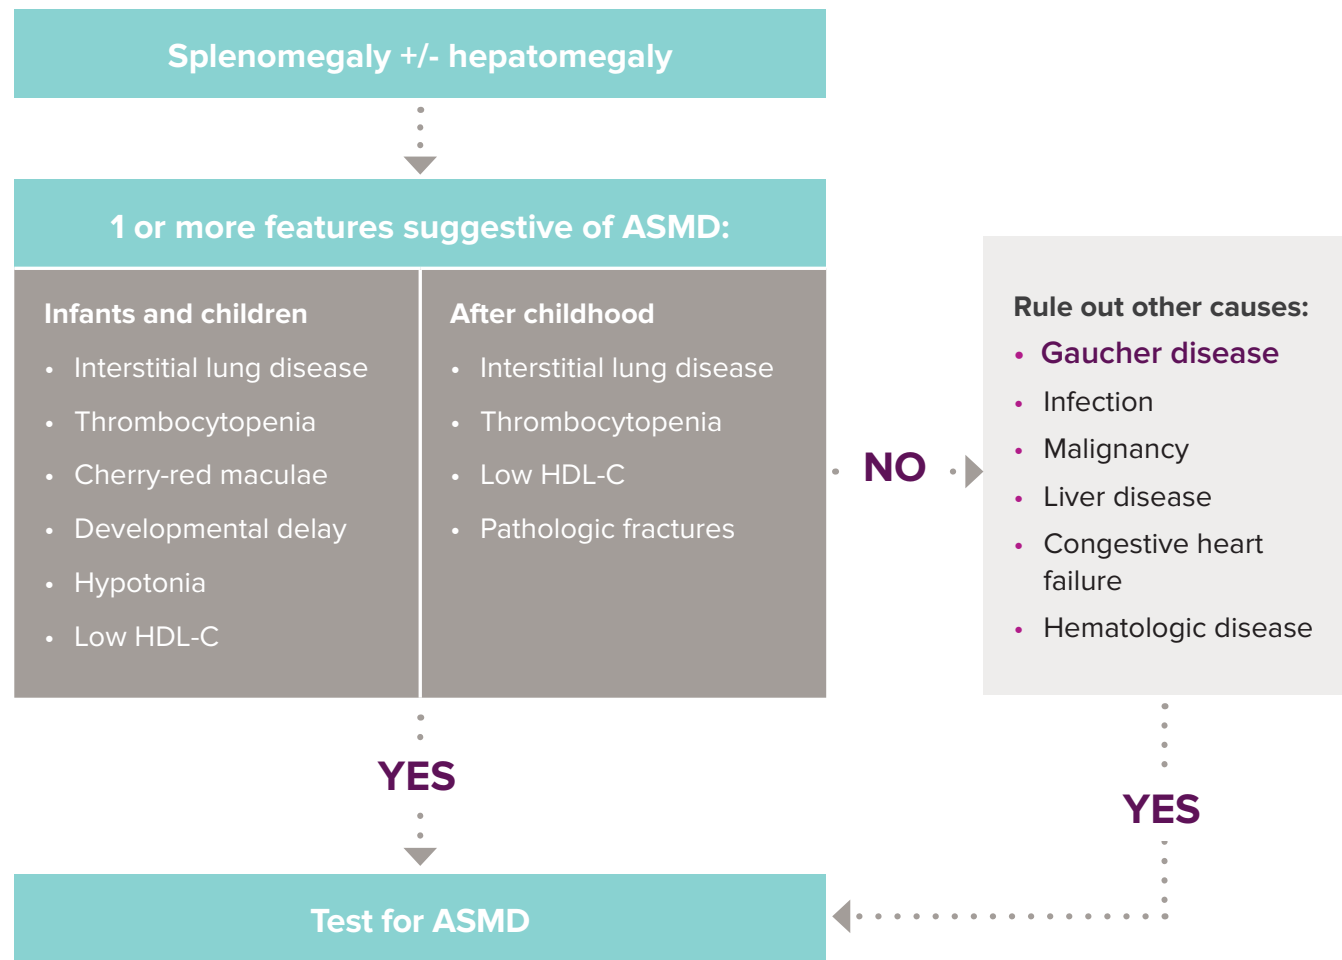 Splenomegaly +/- hepatomegaly
1 or more features suggestive of ASMD:
Infants and children
• Interstitial lung disease
• Thrombocytopenia
• Cherry-red maculae
• Developmental delay
• Hypotonia
• Low HDL-C
After childhood
• Interstitial lung disease
• Thrombocytopenia
• Low HDL-C
• Pathologic fractures
NO
Rule out other causes:
• Gaucher disease
• Infection
• Malignancy
• Liver disease
• Congestive heart
failure
• Hematologic disease
YES
YES
Test for ASMD